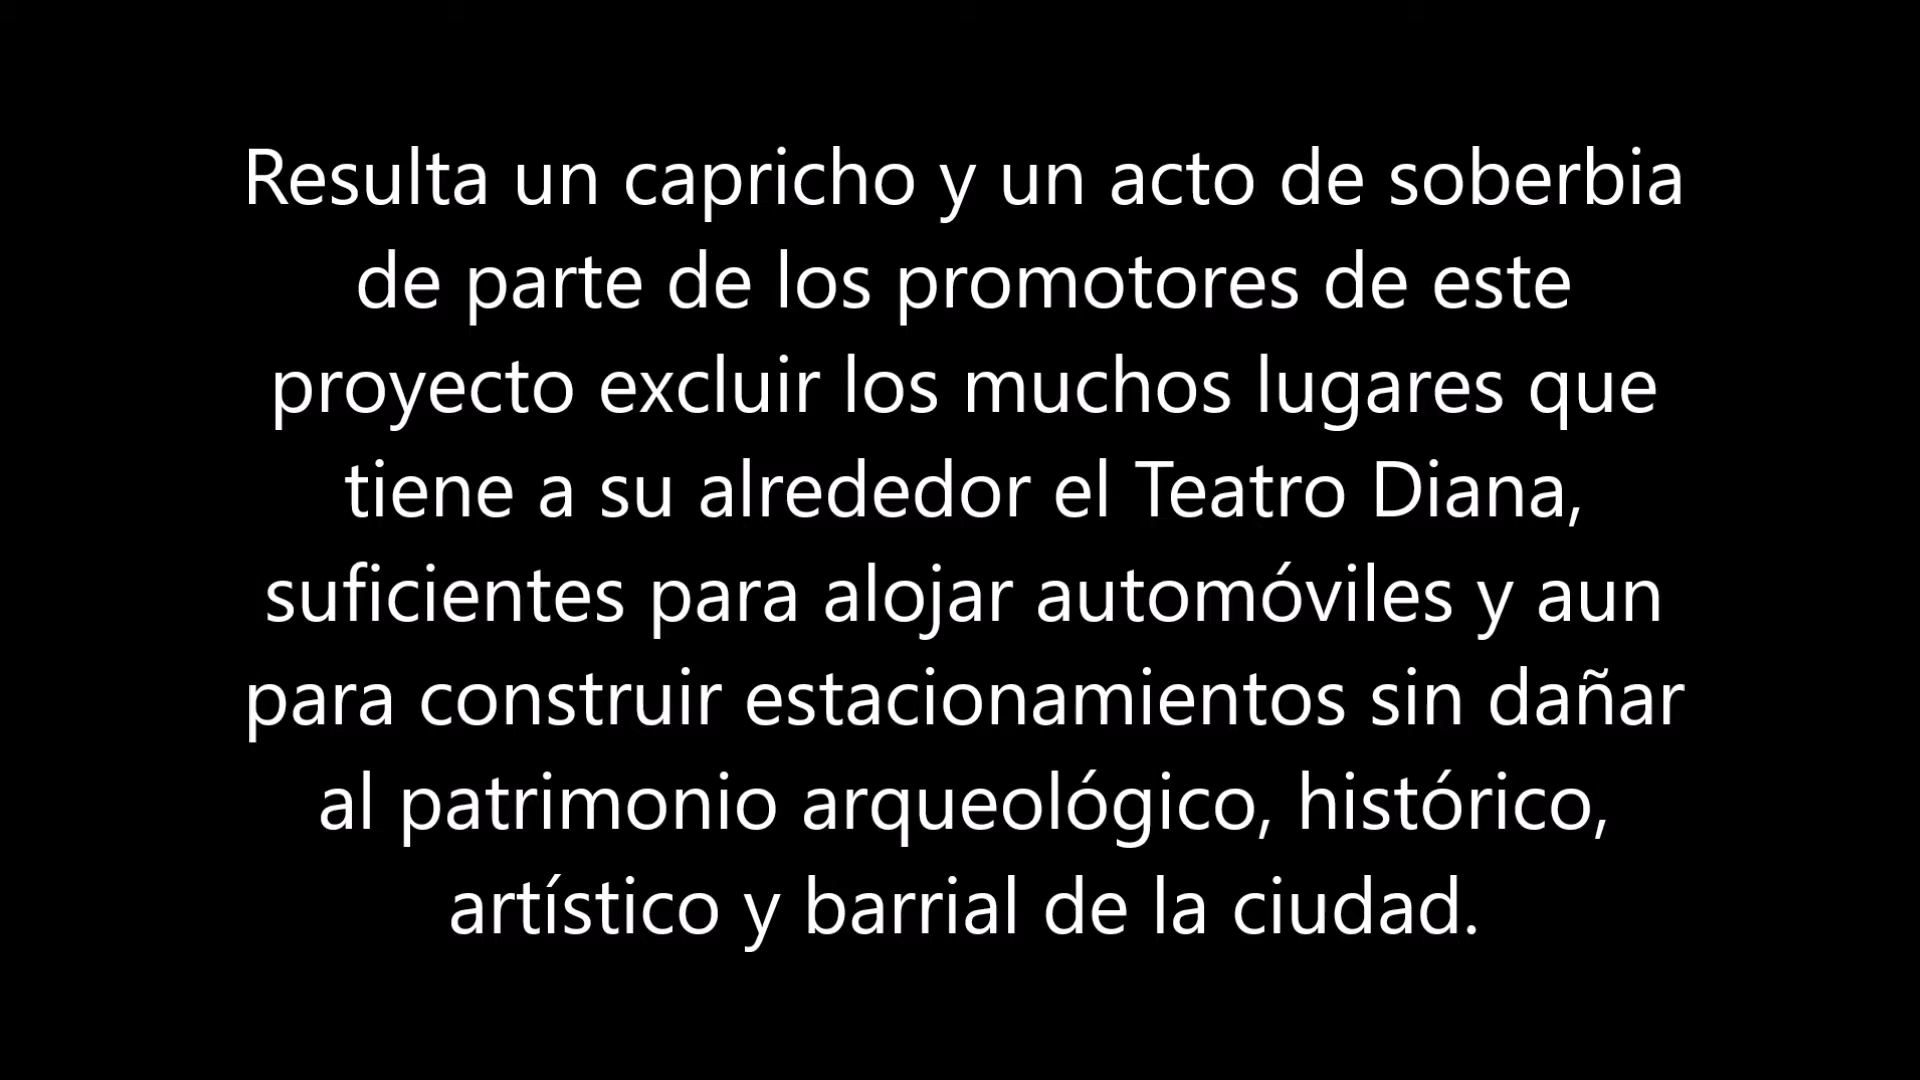 Resulta un capricho y un acto de soberbia
de parte de los promotores de este
proyecto excluir los muchos lugares que
tiene a su alrededor el Teatro Diana,
suficientes para alojar automóviles y aun
para construir estacionamientos sin dañar
al patrimonio arqueológico, histórico,
artístico y barrial de la ciudad.